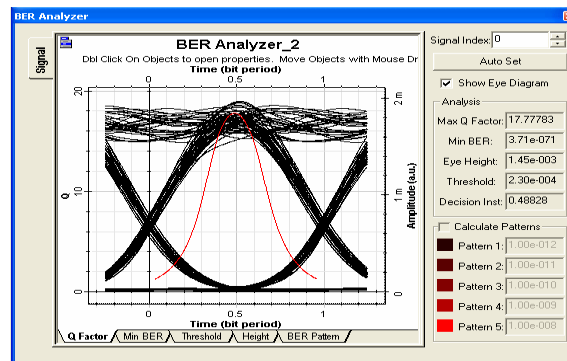 BER Analyzer
Signal
BER Analyzer_2
Dbl Click On Objects to open properties. Move Objects with Mouse Dr
Time (bit period)
0 0.5 1
Q
20
10
0
Amplitude (a.u.)
2 m
1 m
0
0 0.5 1
Time (bit period)
Q Factor Min BER Threshold Height BER Pattern
Signal Index: 0
Auto Set
Show Eye Diagram
Analysis
Max Q Factor: 17.77783
Min BER: 3.71e-071
Eye Height: 1.45e-003
Threshold: 2.30e-004
Decision Inst: 0.48828
Calculate Patterns
Pattern 1: 1.00e-012
Pattern 2: 1.00e-011
Pattern 3: 1.00e-010
Pattern 4: 1.00e-009
Pattern 5: 1.00e-008